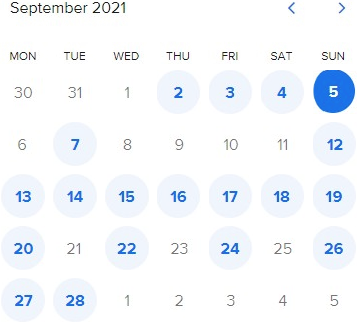 September 2021
MON TUE WED THU FRI SAT SUN
30 31 1 2 3 4 5
6 7 8 9 10 11 12
13 14 15 16 17 18 19
20 21 22 23 24 25 26
27 28 1 2 3 4 5